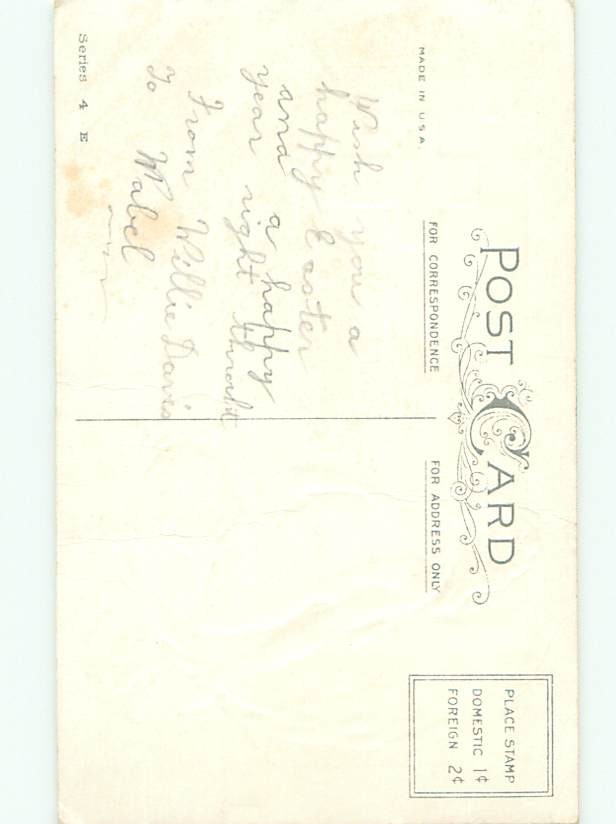 POST CARD
MADE IN U.S.A.
FOR CORRESPONDENCE
FOR ADDRESS ONLY
PLACE STAMP
DOMESTIC 1¢
FOREIGN 2¢
Wish you a
happy Easter
and a happy
year right
From Willie Davis
To Mabel
Series 4 E